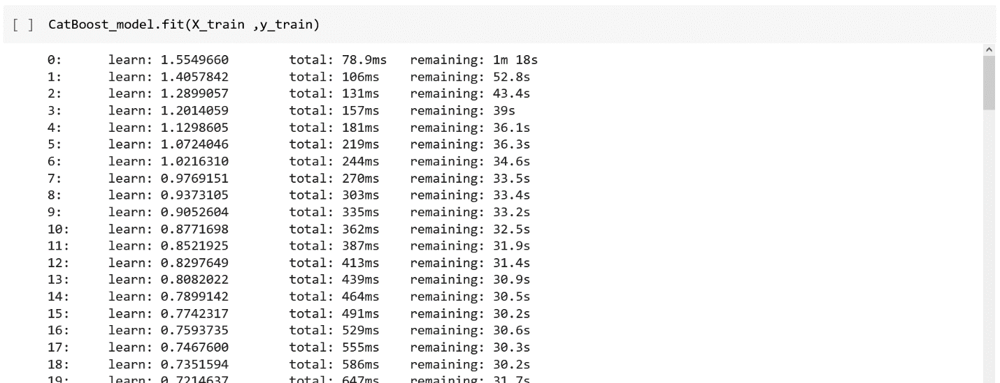 [ ] CatBoost_model.fit(X_train ,y_train)
0: learn: 1.5549660 total: 78.9ms remaining: 1m 18s
1: learn: 1.4057842 total: 106ms remaining: 52.8s
2: learn: 1.2899057 total: 131ms remaining: 43.4s
3: learn: 1.2014059 total: 157ms remaining: 39s
4: learn: 1.1298605 total: 181ms remaining: 36.1s
5: learn: 1.0724046 total: 219ms remaining: 36.3s
6: learn: 1.0216310 total: 244ms remaining: 34.6s
7: learn: 0.9769151 total: 270ms remaining: 33.5s
8: learn: 0.9373105 total: 303ms remaining: 33.4s
9: learn: 0.9052604 total: 335ms remaining: 33.2s
10: learn: 0.8771698 total: 362ms remaining: 32.5s
11: learn: 0.8521925 total: 387ms remaining: 31.9s
12: learn: 0.8297649 total: 413ms remaining: 31.4s
13: learn: 0.8082022 total: 439ms remaining: 30.9s
14: learn: 0.7899142 total: 464ms remaining: 30.5s
15: learn: 0.7742317 total: 491ms remaining: 30.2s
16: learn: 0.7593735 total: 529ms remaining: 30.6s
17: learn: 0.7467600 total: 555ms remaining: 30.3s
18: learn: 0.7351594 total: 586ms remaining: 30.2s
19: learn: 0.7214637 total: 647ms remaining: 31.7s